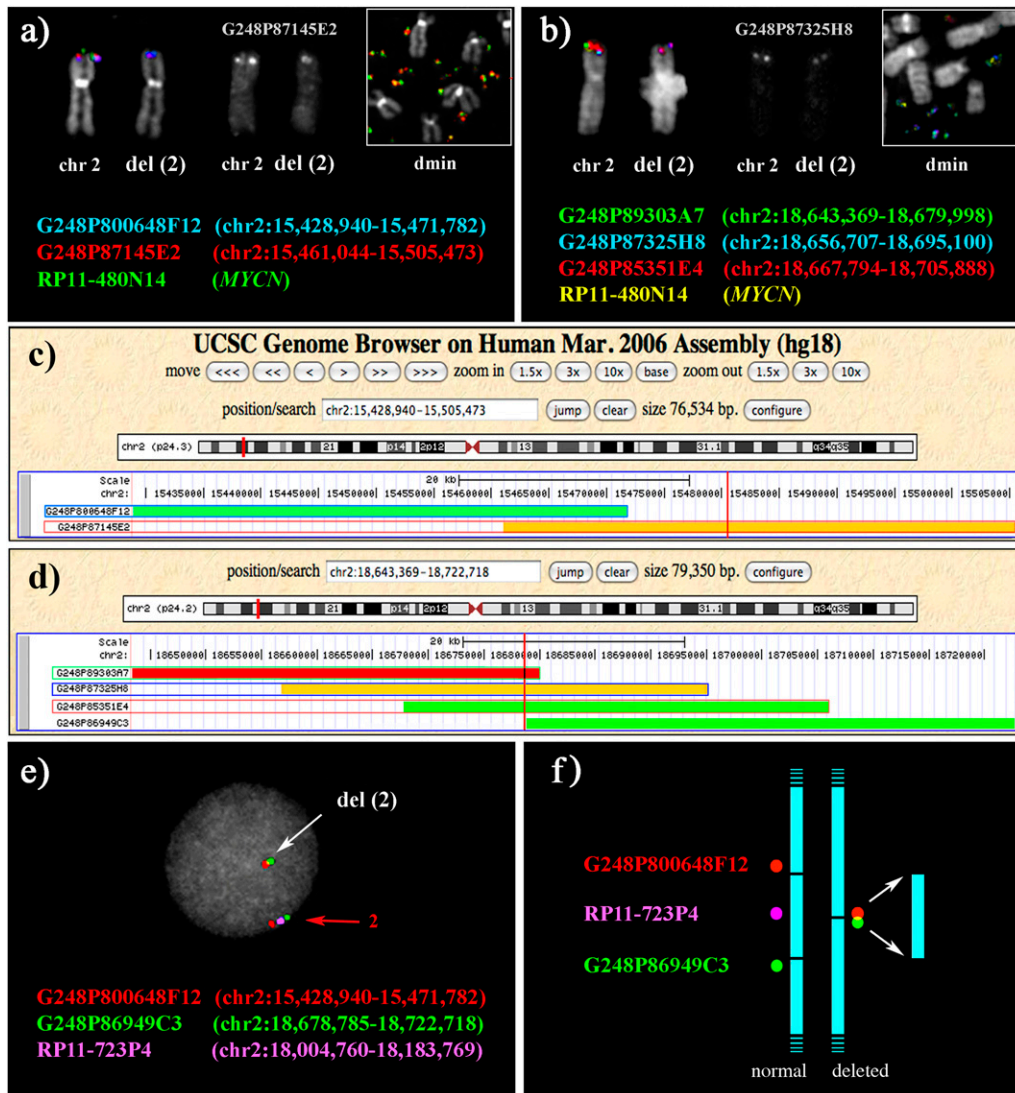 a)
G248P87145E2
chr 2 del (2) chr 2 del (2) dmin
G248P800648F12 (chr2:15,428,940-15,471,782)
G248P87145E2 (chr2:15,461,044-15,505,473)
RP11-480N14 (MYCN)
b)
G248P87325H8
chr 2 del (2) chr 2 del (2) dmin
G248P89303A7 (chr2:18,643,369-18,679,998)
G248P87325H8 (chr2:18,656,707-18,695,100)
G248P85351E4 (chr2:18,667,794-18,705,888)
RP11-480N14 (MYCN)
c)
UCSC Genome Browser on Human Mar. 2006 Assembly (hg18)
move <<< << < > >> >>> zoom in 1.5x 3x 10x base zoom out 1.5x 3x 10x
position/search chr2:15,428,940-15,505,473 jump clear size 76,534 bp. configure
chr2 (p24.3) 21 p14 2p12 13 31.1 q34 q35
Scale 20 kb
chr2: 15435000 15440000 15445000 15450000 15455000 15460000 15465000 15470000 15475000 15480000 15485000 15490000 15495000 15500000 15505000
G248P800648F12
G248P87145E2
d)
position/search chr2:18,643,369-18,722,718 jump clear size 79,350 bp. configure
chr2 (p24.2) 21 p14 2p12 13 31.1 q34 q35
Scale 20 kb
chr2: 18650000 18655000 18660000 18665000 18670000 18675000 18680000 18685000 18690000 18695000 18700000 18705000 18710000 18715000 18720000
G248P89303A7
G248P87325H8
G248P85351E4
G248P86949C3
e)
del (2)
2
G248P800648F12 (chr2:15,428,940-15,471,782)
G248P86949C3 (chr2:18,678,785-18,722,718)
RP11-723P4 (chr2:18,004,760-18,183,769)
f)
G248P800648F12
RP11-723P4
G248P86949C3
normal deleted